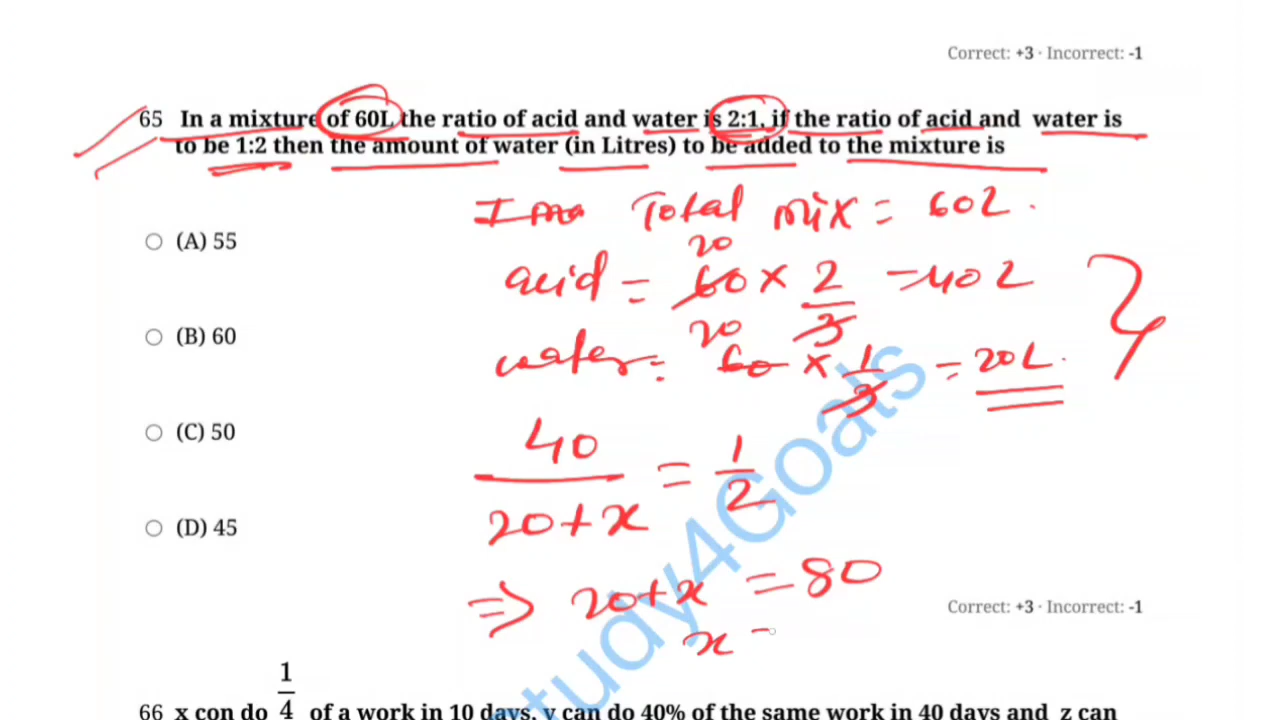 Correct: +3 · Incorrect: -1
65 In a mixture of 60L the ratio of acid and water is 2:1, if the ratio of acid and water is
to be 1:2 then the amount of water (in Litres) to be added to the mixture is
Total mix = 60L.
(A) 55
20
acid = 60 × 2/3 = 40L
(B) 60
20
water = 60 × 1/3 = 20L.
(C) 50
40/20+x = 1/2
(D) 45
⇒ 20+x = 80
Correct: +3 · Incorrect: -1
x =
study4Goals
66 x con do 1/4 of a work in 10 days, y can do 40% of the same work in 40 days and z can